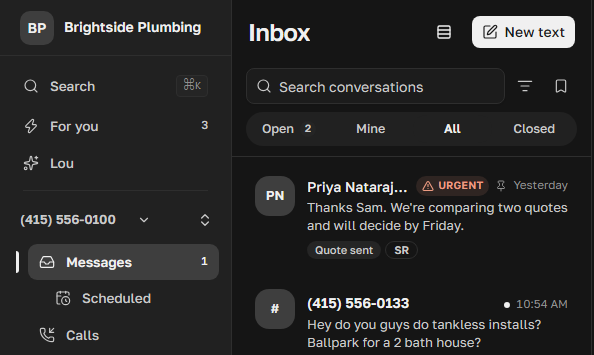 BP Brightside Plumbing
Search ⌘K
For you 3
Lou
(415) 556-0100
Messages 1
Scheduled
Calls
Inbox
New text
Search conversations
Open 2 Mine All Closed
PN
Priya Nataraj... URGENT Yesterday
Thanks Sam. We're comparing two quotes
and will decide by Friday.
Quote sent SR
#
(415) 556-0133 10:54 AM
Hey do you guys do tankless installs?
Ballpark for a 2 bath house?